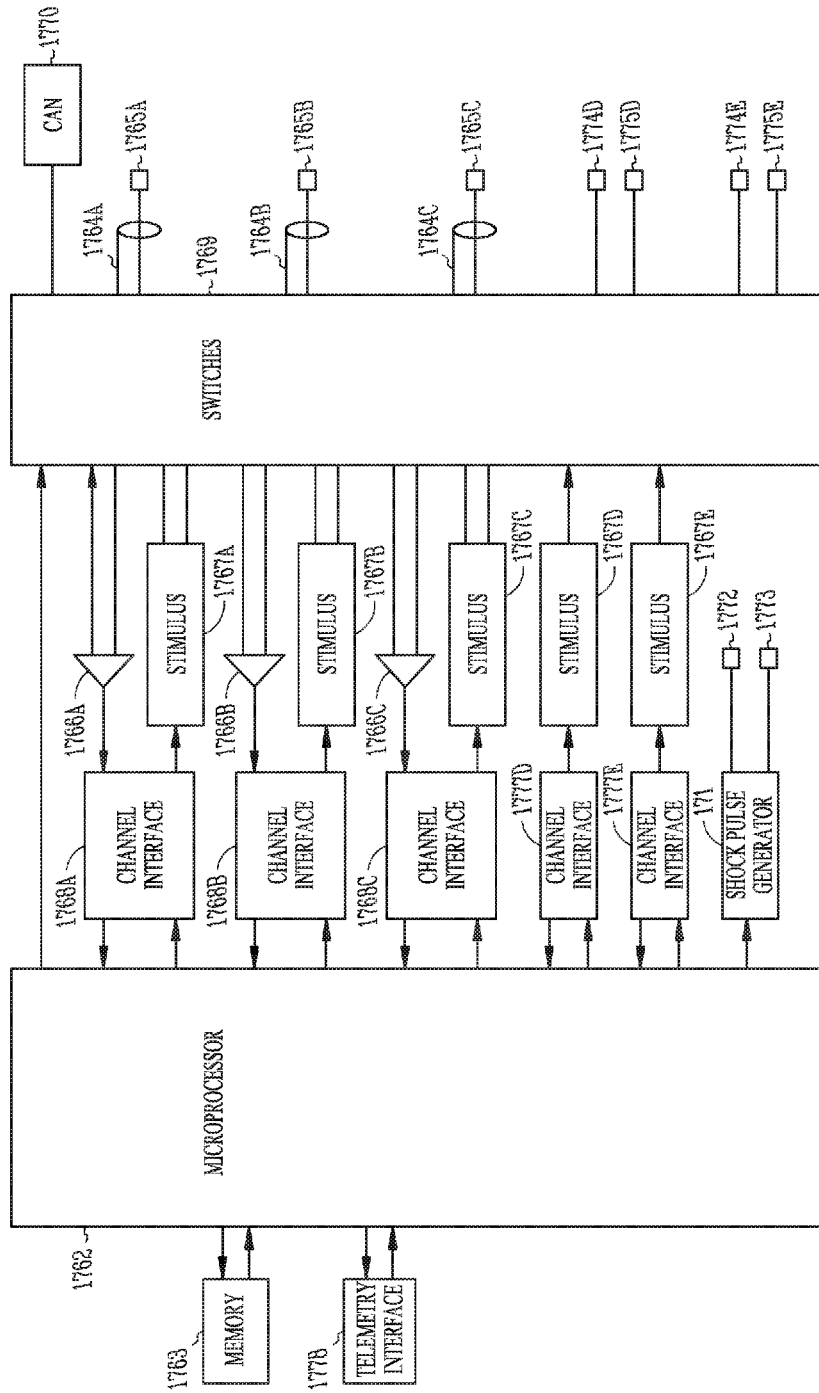 1770
CAN
1764A
1765A
1764B
1765B
1764C
1765C
1774D
1775D
1774E
1775E
1769
SWITCHES
1766A
1767A
STIMULUS
1766B
1767B
STIMULUS
1766C
1767C
STIMULUS
1767D
STIMULUS
1767E
STIMULUS
1772
1773
1768A
CHANNEL
INTERFACE
1768B
CHANNEL
INTERFACE
1768C
CHANNEL
INTERFACE
1777D
CHANNEL
INTERFACE
1777E
CHANNEL
INTERFACE
171
SHOCK PULSE
GENERATOR
MICROPROCESSOR
1762
1763
MEMORY
1778
TELEMETRY
INTERFACE